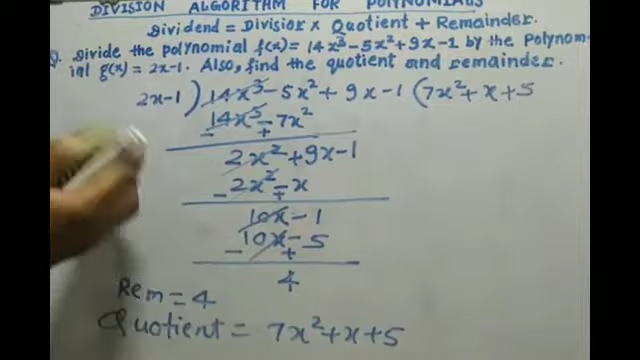 DIVISION ALGORITHM FOR POLYNOMIALS
Dividend = Divisior × Quotient + Remainder.
Q. Divide the polynomial f(x) = 14x³ - 5x² + 9x - 1 by the polynom-
ial g(x) = 2x-1. Also, find the quotient and remainder.
2x-1 ) 14x³ - 5x² + 9x - 1 ( 7x² + x + 5
14x³ - 7x²
- +
2x² + 9x - 1
- 2x² - x
+
10x - 1
10x - 5
- +
4
Rem = 4
Quotient = 7x² + x + 5